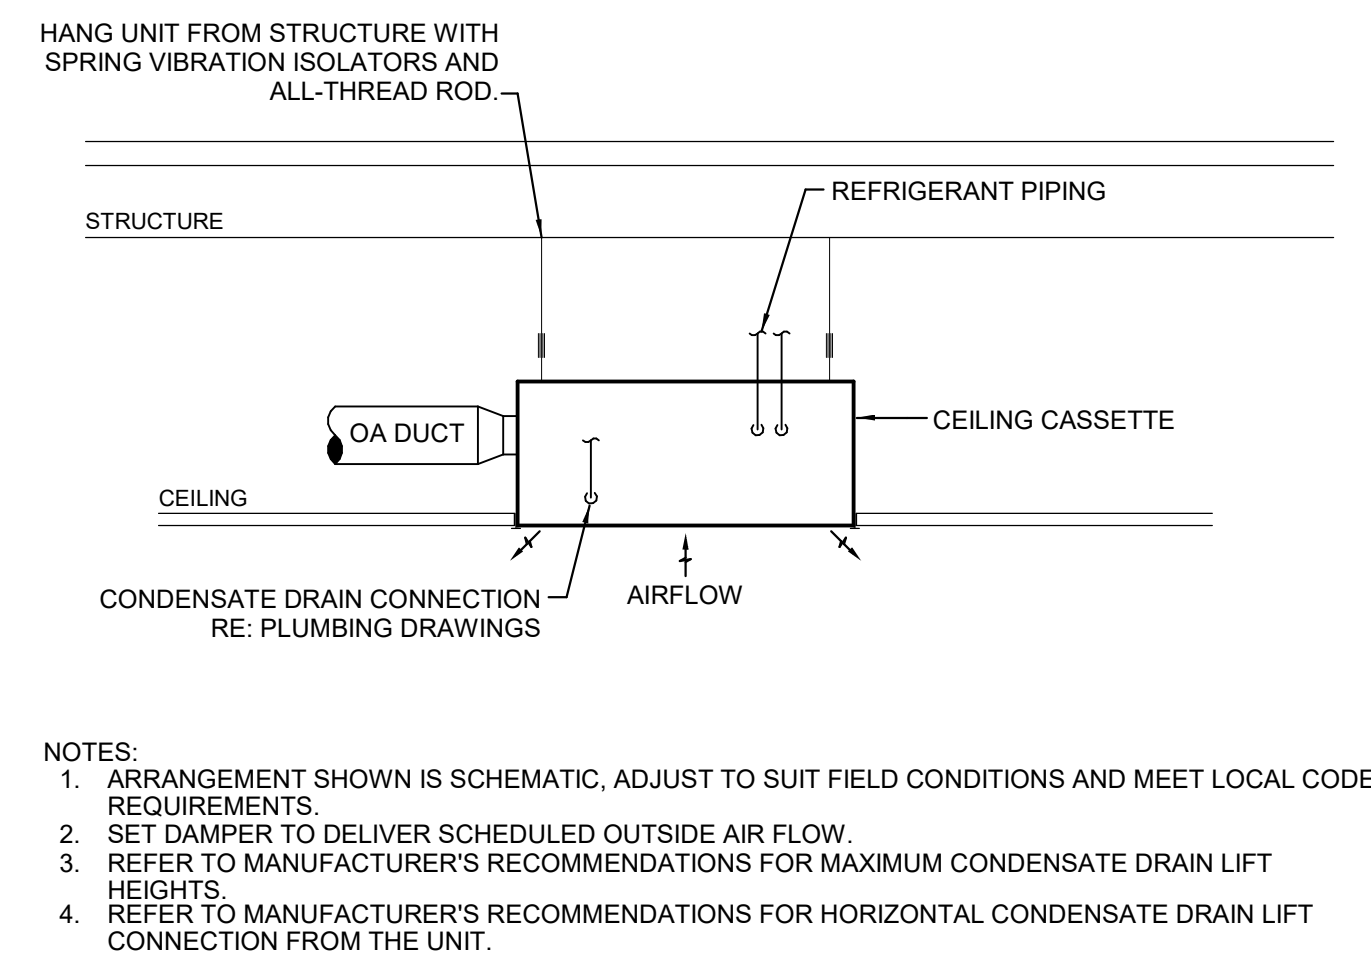 HANG UNIT FROM STRUCTURE WITH
SPRING VIBRATION ISOLATORS AND
ALL-THREAD ROD.
REFRIGERANT PIPING
STRUCTURE
CEILING CASSETTE
OA DUCT
CEILING
CONDENSATE DRAIN CONNECTION
RE: PLUMBING DRAWINGS
AIRFLOW
NOTES:
1. ARRANGEMENT SHOWN IS SCHEMATIC, ADJUST TO SUIT FIELD CONDITIONS AND MEET LOCAL CODE
REQUIREMENTS.
2. SET DAMPER TO DELIVER SCHEDULED OUTSIDE AIR FLOW.
3. REFER TO MANUFACTURER'S RECOMMENDATIONS FOR MAXIMUM CONDENSATE DRAIN LIFT
HEIGHTS.
4. REFER TO MANUFACTURER'S RECOMMENDATIONS FOR HORIZONTAL CONDENSATE DRAIN LIFT
CONNECTION FROM THE UNIT.